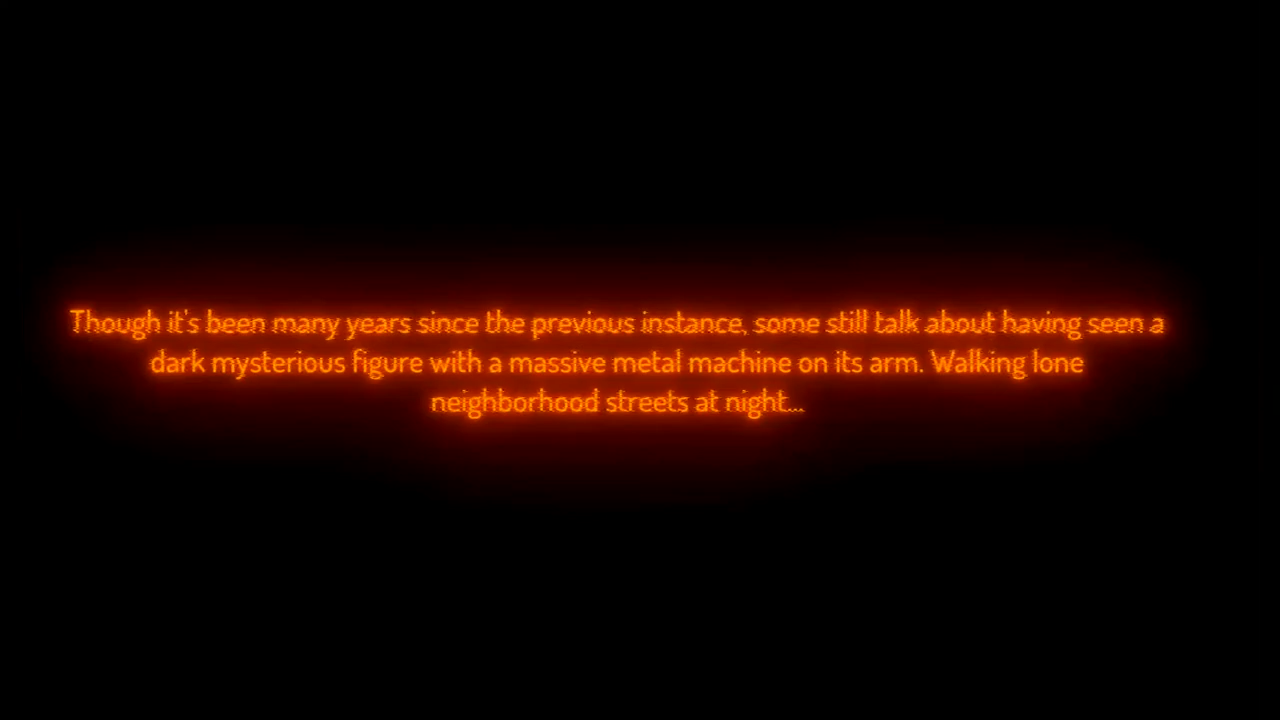 Though it's been many years since the previous instance, some still talk about having seen a
dark mysterious figure with a massive metal machine on its arm. Walking lone
neighborhood streets at night...